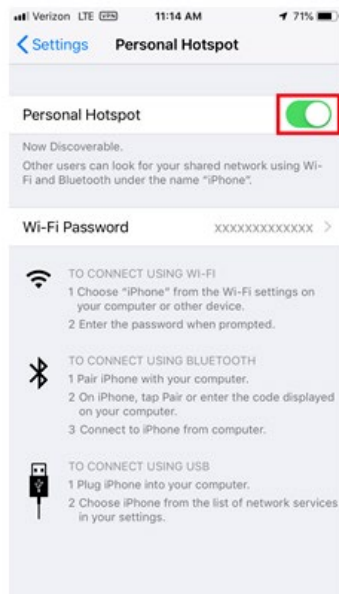 Verizon LTE VPN 11:14 AM 71%
Settings Personal Hotspot
Personal Hotspot
Now Discoverable.
Other users can look for your shared network using Wi-
Fi and Bluetooth under the name “iPhone”.
Wi-Fi Password xxxxxxxxxxxxx
TO CONNECT USING WI-FI
1 Choose “iPhone” from the Wi-Fi settings on
your computer or other device.
2 Enter the password when prompted.
TO CONNECT USING BLUETOOTH
1 Pair iPhone with your computer.
2 On iPhone, tap Pair or enter the code displayed
on your computer.
3 Connect to iPhone from computer.
TO CONNECT USING USB
1 Plug iPhone into your computer.
2 Choose iPhone from the list of network services
in your settings.